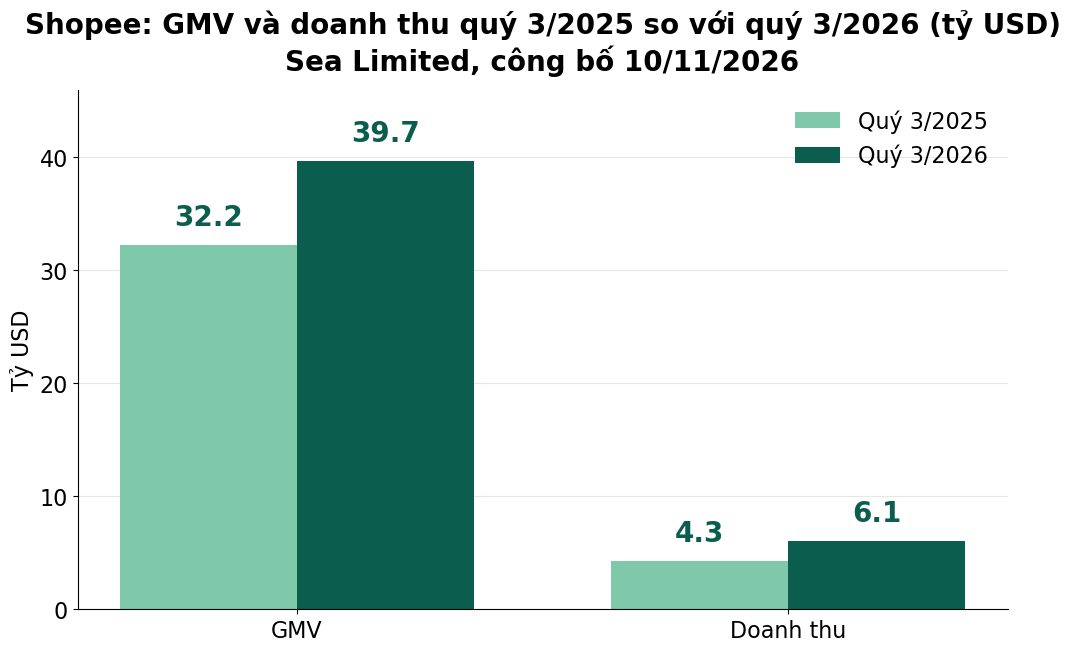 Shopee: GMV và doanh thu quý 3/2025 so với quý 3/2026 (tỷ USD)
Sea Limited, công bố 10/11/2026
Quý 3/2025
Quý 3/2026
Tỷ USD
40
30
20
10
0
32.2
39.7
4.3
6.1
GMV
Doanh thu